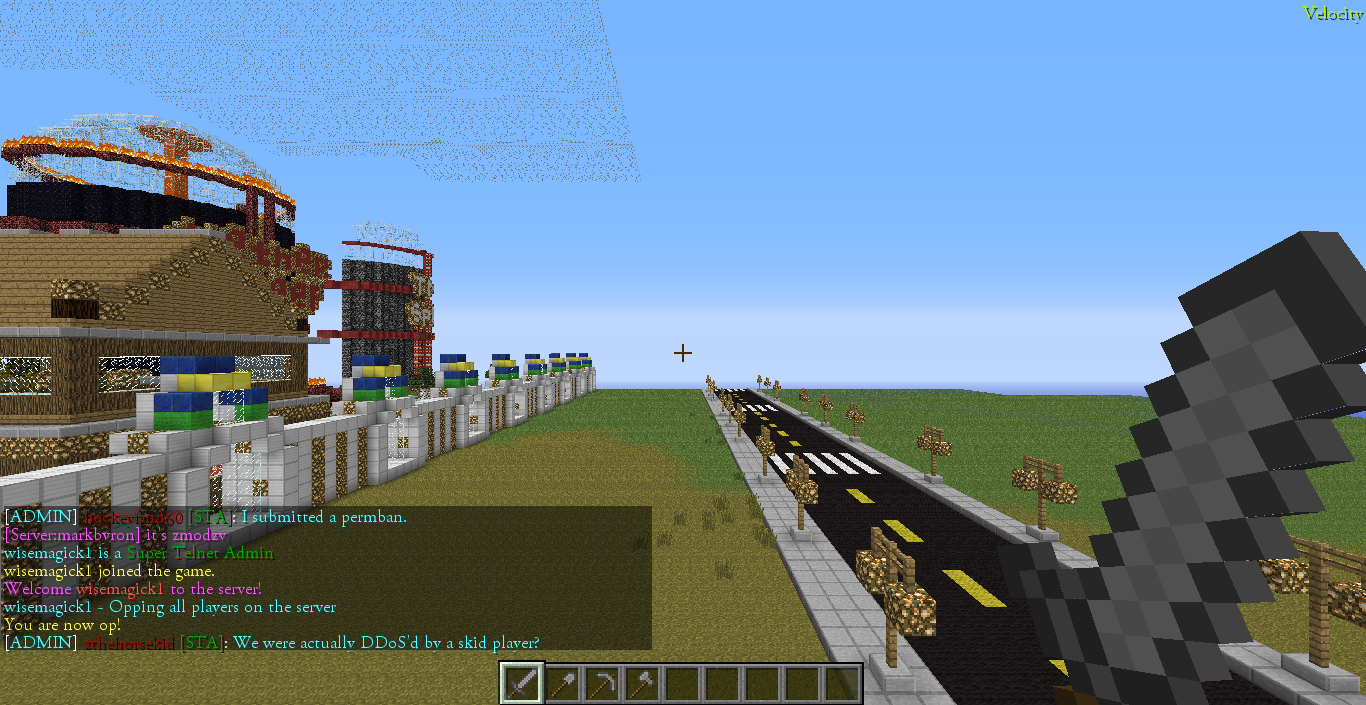 Velocity
[ADMIN] [STA]: I submitted a permban.
[Server:markbyron] it's zmodzv
wisemagick1 is a Super Telnet Admin
wisemagick1 joined the game.
Welcome wisemagick1 to the server!
wisemagick1 - Opping all players on the server
You are now op!
[ADMIN] [STA]: We were actually DDoS'd by a skid player?